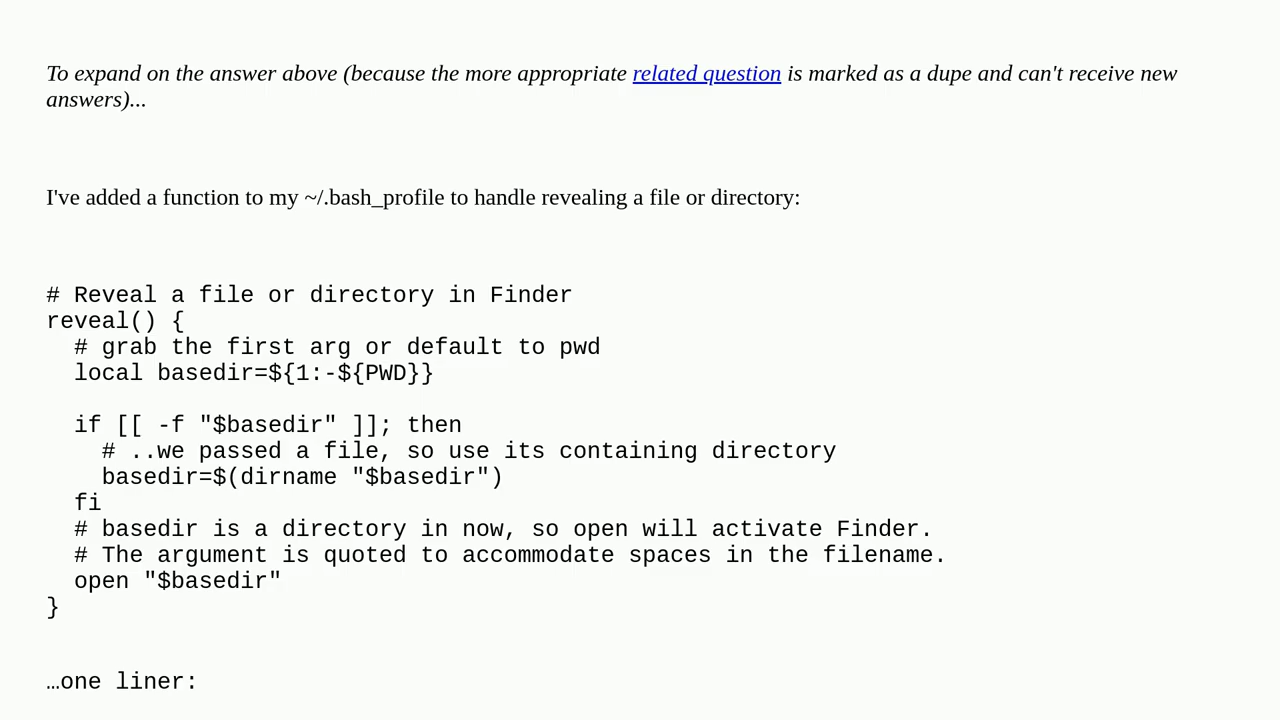 To expand on the answer above (because the more appropriate related question is marked as a dupe and can't receive new
answers)...
I've added a function to my ~/.bash_profile to handle revealing a file or directory:
# Reveal a file or directory in Finder
reveal() {
  # grab the first arg or default to pwd
  local basedir=${1:-${PWD}}
  if [[ -f "$basedir" ]]; then
    # ..we passed a file, so use its containing directory
    basedir=$(dirname "$basedir")
  fi
  # basedir is a directory in now, so open will activate Finder.
  # The argument is quoted to accommodate spaces in the filename.
  open "$basedir"
}
…one liner: